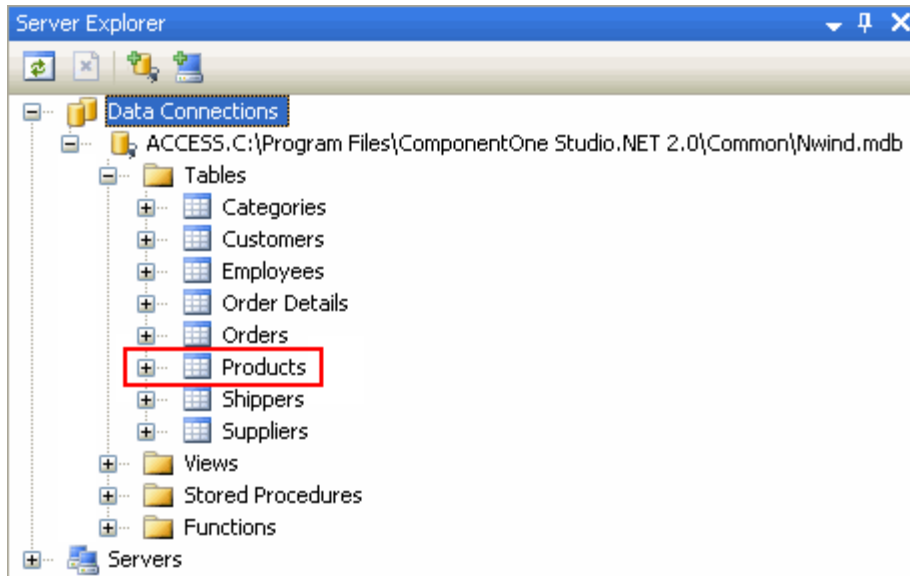 Server Explorer
Data Connections
ACCESS.C:\Program Files\ComponentOne Studio.NET 2.0\Common\Nwind.mdb
Tables
Categories
Customers
Employees
Order Details
Orders
Products
Shippers
Suppliers
Views
Stored Procedures
Functions
Servers